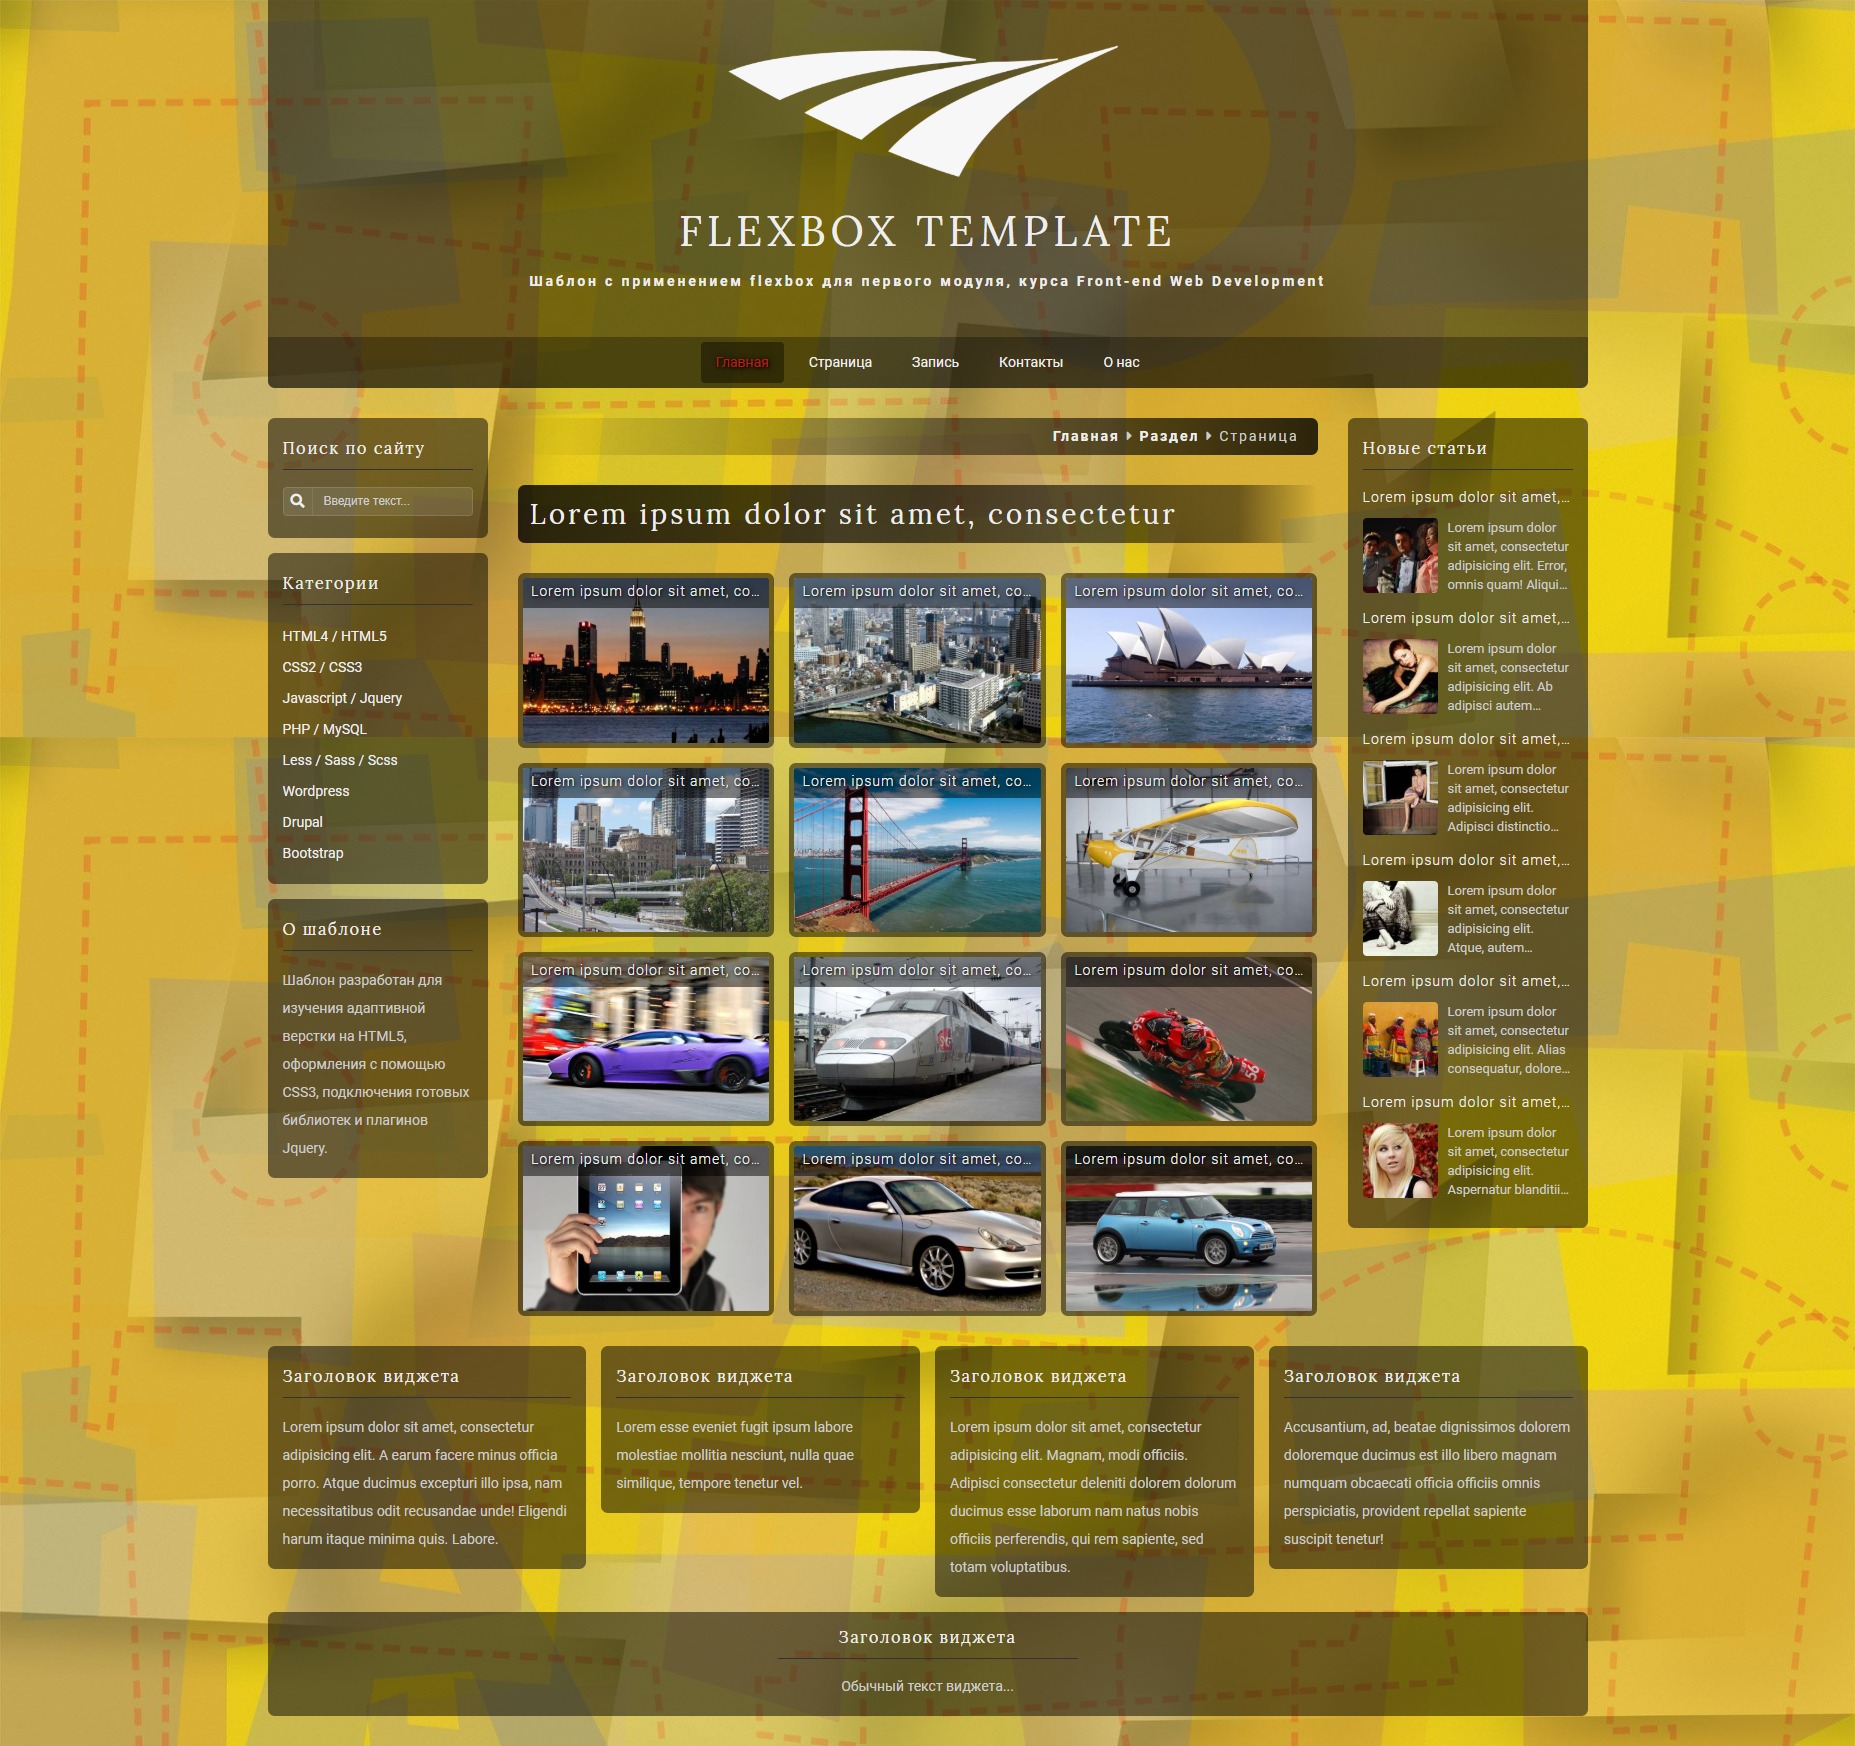 FLEXBOX TEMPLATE
Шаблон с применением flexbox для первого модуля, курса Front-end Web Development
Главная
Страница
Запись
Контакты
О нас
Поиск по сайту
Введите текст...
Категории
HTML4 / HTML5
CSS2 / CSS3
Javascript / Jquery
PHP / MySQL
Less / Sass / Scss
Wordpress
Drupal
Bootstrap
О шаблоне
Шаблон разработан для
изучения адаптивной
верстки на HTML5,
оформления с помощью
CSS3, подключения готовых
библиотек и плагинов
Jquery.
Главная Раздел Страница
Lorem ipsum dolor sit amet, consectetur
Lorem ipsum dolor sit amet, co...
Lorem ipsum dolor sit amet, co...
Lorem ipsum dolor sit amet, co...
Lorem ipsum dolor sit amet, co...
Lorem ipsum dolor sit amet, co...
Lorem ipsum dolor sit amet, co...
Lorem ipsum dolor sit amet, co...
Lorem ipsum dolor sit amet, co...
Lorem ipsum dolor sit amet, co...
Lorem ipsum dolor sit amet, co...
Lorem ipsum dolor sit amet, co...
Lorem ipsum dolor sit amet, co...
Новые статьи
Lorem ipsum dolor sit amet,...
Lorem ipsum dolor
sit amet, consectetur
adipisicing elit. Error,
omnis quam! Aliqui...
Lorem ipsum dolor sit amet,...
Lorem ipsum dolor
sit amet, consectetur
adipisicing elit. Ab
adipisci autem...
Lorem ipsum dolor sit amet,...
Lorem ipsum dolor
sit amet, consectetur
adipisicing elit.
Adipisci distinctio...
Lorem ipsum dolor sit amet,...
Lorem ipsum dolor
sit amet, consectetur
adipisicing elit.
Atque, autem...
Lorem ipsum dolor sit amet,...
Lorem ipsum dolor
sit amet, consectetur
adipisicing elit. Alias
consequatur, dolore...
Lorem ipsum dolor sit amet,...
Lorem ipsum dolor
sit amet, consectetur
adipisicing elit.
Aspernatur blanditii...
Заголовок виджета
Lorem ipsum dolor sit amet, consectetur
adipisicing elit. A earum facere minus officia
porro. Atque ducimus excepturi illo ipsa, nam
necessitatibus odit recusandae unde! Eligendi
harum itaque minima quis. Labore.
Заголовок виджета
Lorem esse eveniet fugit ipsum labore
molestiae mollitia nesciunt, nulla quae
similique, tempore tenetur vel.
Заголовок виджета
Lorem ipsum dolor sit amet, consectetur
adipisicing elit. Magnam, modi officiis.
Adipisci consectetur deleniti dolorem dolorum
ducimus esse laborum nam natus nobis
officiis perferendis, qui rem sapiente, sed
totam voluptatibus.
Заголовок виджета
Accusantium, ad, beatae dignissimos dolorem
doloremque ducimus est illo libero magnam
numquam obcaecati officia officiis omnis
perspiciatis, provident repellat sapiente
suscipit tenetur!
Заголовок виджета
Обычный текст виджета...